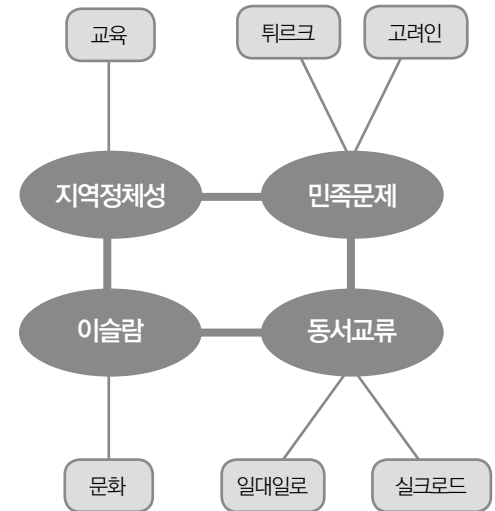 교육
튀르크
고려인
지역정체성
민족문제
이슬람
동서교류
문화
일대일로
실크로드